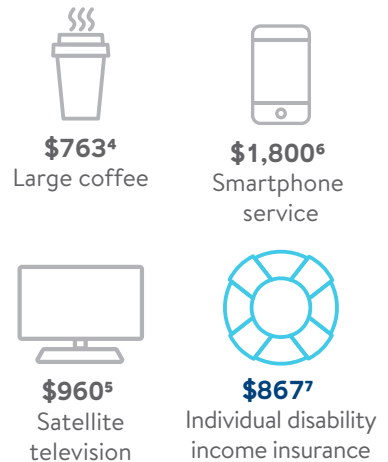 $763⁴
Large coffee
$1,800⁶
Smartphone
service
$960⁵
Satellite
television
$867⁷
Individual disability
income insurance